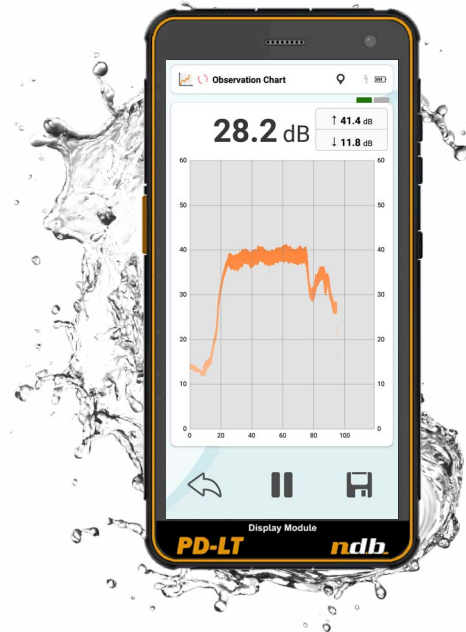 Observation Chart
28.2 dB
↑ 41.4 dB
↓ 11.8 dB
60 60
50 50
40 40
30 30
20 20
10 10
0 0
0 20 40 60 80 100
Display Module
PD-LT ndb